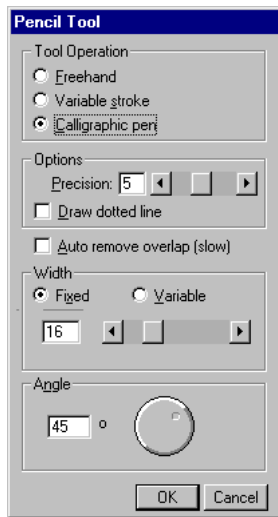 Pencil Tool
Tool Operation
Freehand
Variable stroke
Calligraphic pen
Options
Precision: 5
Draw dotted line
Auto remove overlap (slow)
Width
Fixed Variable
16
Angle
45 °
OK Cancel